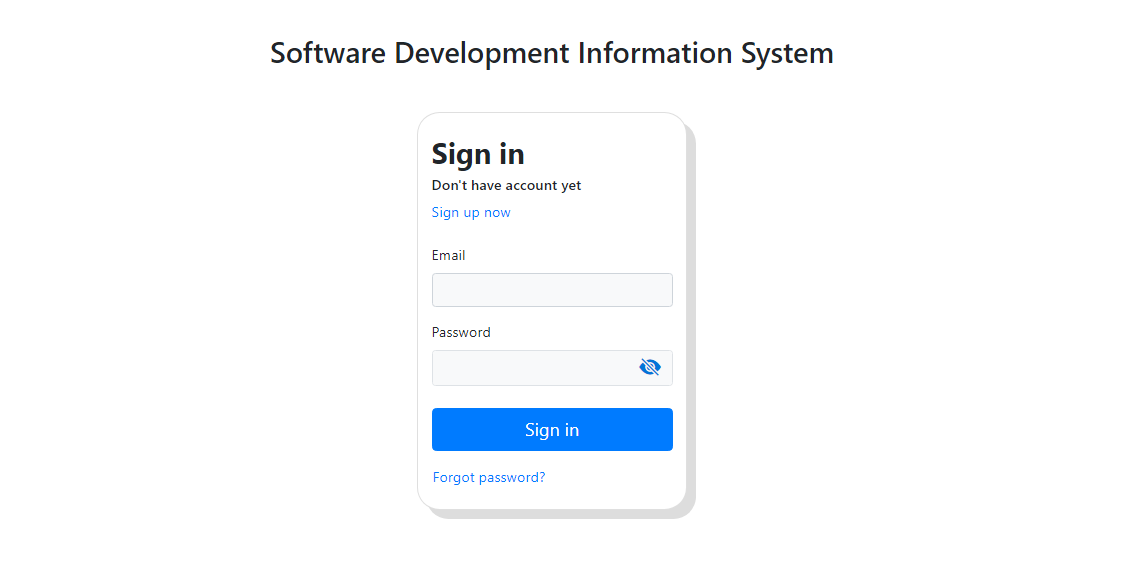 Software Development Information System
Sign in
Don't have account yet
Sign up now
Email
Password
Sign in
Forgot password?